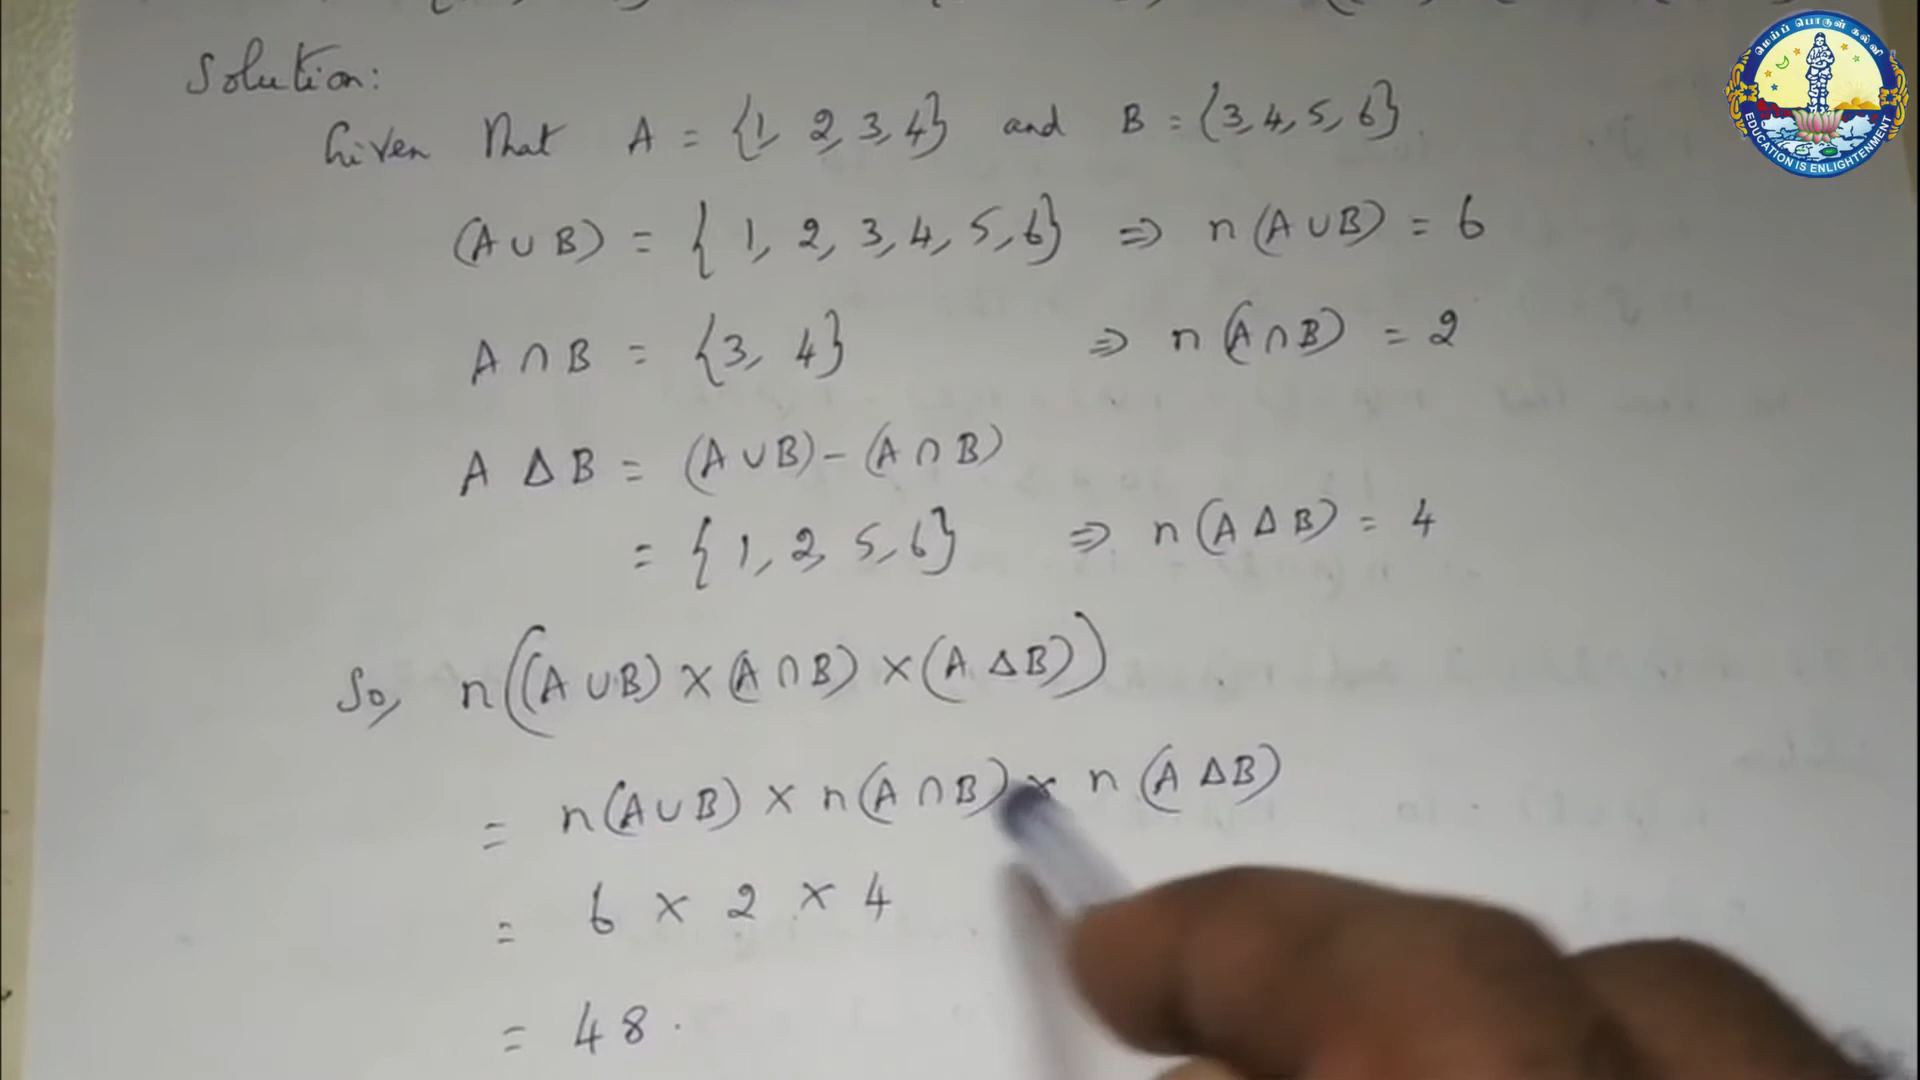 Solution:
Given that A = {1, 2, 3, 4} and B = {3, 4, 5, 6}
(A ∪ B) = { 1, 2, 3, 4, 5, 6} ⇒ n (A ∪ B) = 6
A ∩ B = {3, 4} ⇒ n (A ∩ B) = 2
A Δ B = (A ∪ B) - (A ∩ B)
= { 1, 2, 5, 6} ⇒ n (A Δ B) = 4
So, n((A ∪ B) × (A ∩ B) × (A Δ B))
= n(A ∪ B) × n(A ∩ B) × n (A Δ B)
= 6 × 2 × 4
= 48.
மெய்ப் பொருள் கல்வி
EDUCATION IS ENLIGHTENMENT